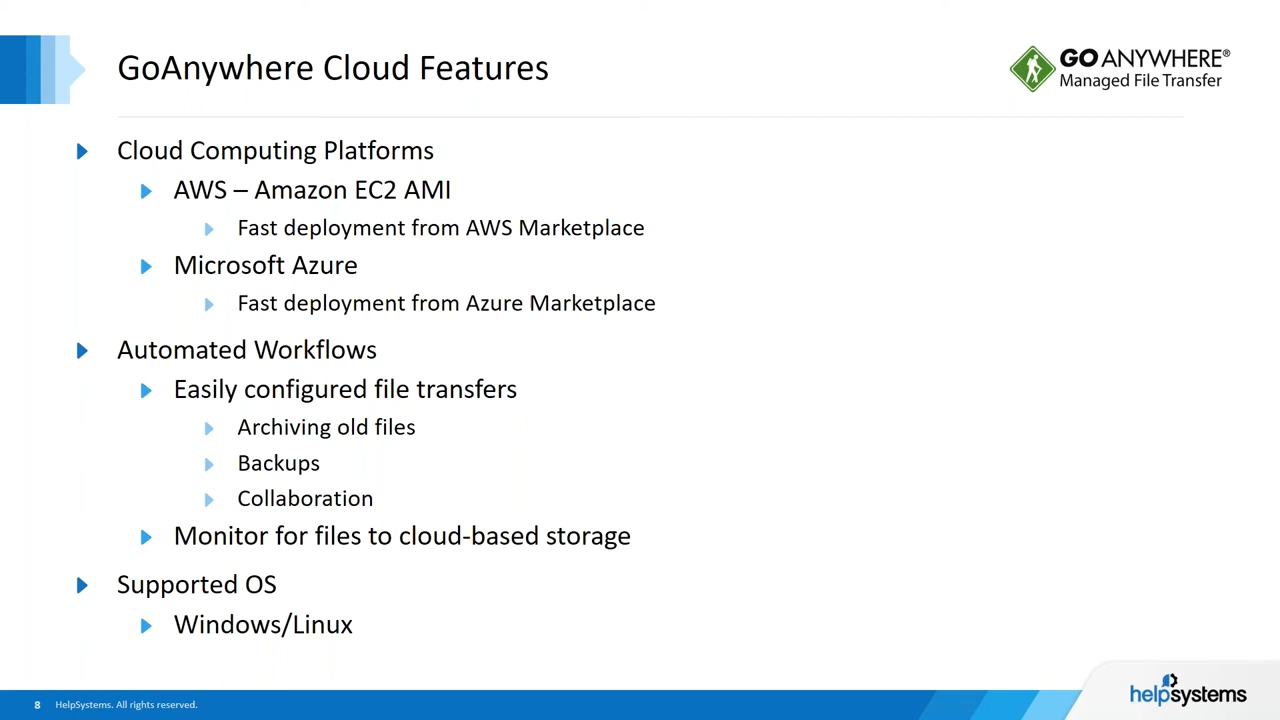 GoAnywhere Cloud Features
GO ANYWHERE®
Managed File Transfer
Cloud Computing Platforms
AWS – Amazon EC2 AMI
Fast deployment from AWS Marketplace
Microsoft Azure
Fast deployment from Azure Marketplace
Automated Workflows
Easily configured file transfers
Archiving old files
Backups
Collaboration
Monitor for files to cloud-based storage
Supported OS
Windows/Linux
8 HelpSystems. All rights reserved.
helpsystems